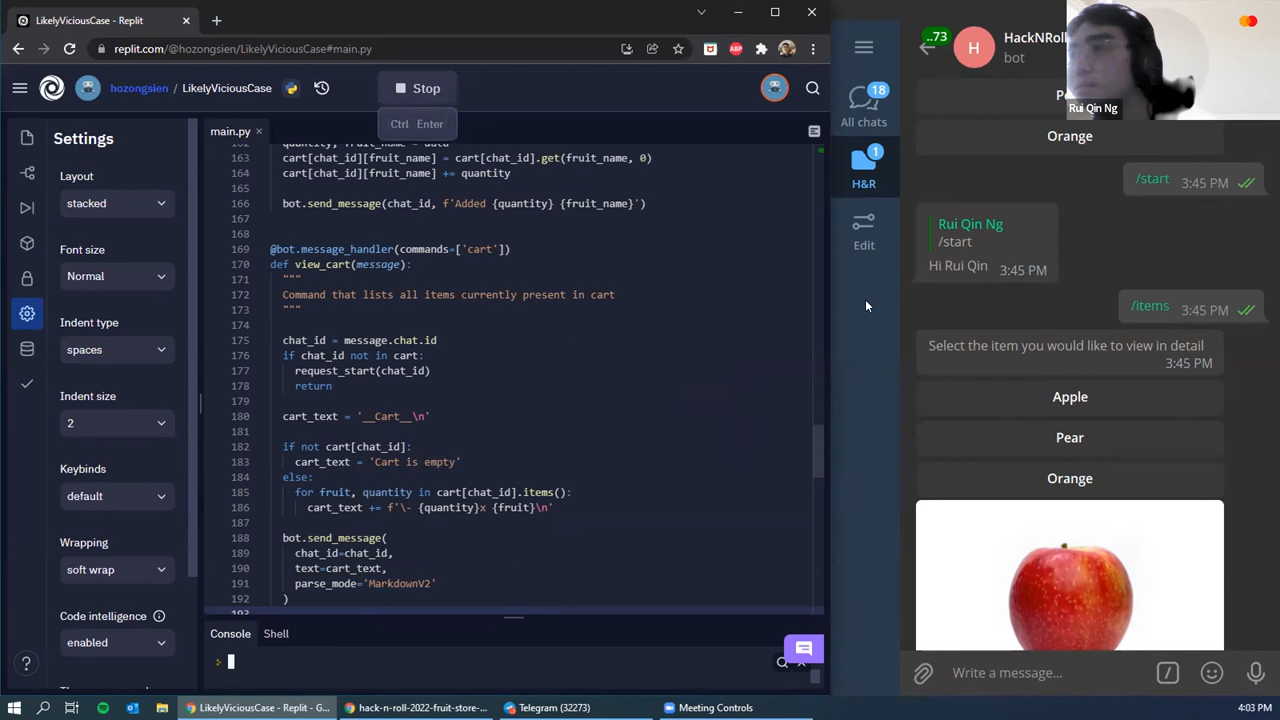 LikelyViciousCase - Replit
replit.com/@hozongsien/LikelyViciousCase#main.py
ABP
hozongsien / LikelyViciousCase
Stop
Ctrl Enter
main.py
Settings
Layout
stacked
Font size
Normal
Indent type
spaces
Indent size
2
Keybinds
default
Wrapping
soft wrap
Code intelligence
enabled
163 cart[chat_id][fruit_name] = cart[chat_id].get(fruit_name, 0)
164 cart[chat_id][fruit_name] += quantity
165
166 bot.send_message(chat_id, f'Added {quantity} {fruit_name}')
167
168
169 @bot.message_handler(commands=['cart'])
170 def view_cart(message):
171 """
172 Command that lists all items currently present in cart
173 """
174
175 chat_id = message.chat.id
176 if chat_id not in cart:
177 request_start(chat_id)
178 return
179
180 cart_text = '__Cart__\n'
181
182 if not cart[chat_id]:
183 cart_text = 'Cart is empty'
184 else:
185 for fruit, quantity in cart[chat_id].items():
186 cart_text += f'\- {quantity}x {fruit}\n'
187
188 bot.send_message(
189 chat_id=chat_id,
190 text=cart_text,
191 parse_mode='MarkdownV2'
192 )
193
Console
Shell
>
18
All chats
1
H&R
Edit
..73
H
HackNRoll
bot
Rui Qin Ng
Orange
/start
3:45 PM
Rui Qin Ng
/start
Hi Rui Qin
3:45 PM
/items
3:45 PM
Select the item you would like to view in detail
3:45 PM
Apple
Pear
Orange
Write a message...
LikelyViciousCase - Replit - G...
hack-n-roll-2022-fruit-store-...
Telegram (32273)
Meeting Controls
4:03 PM